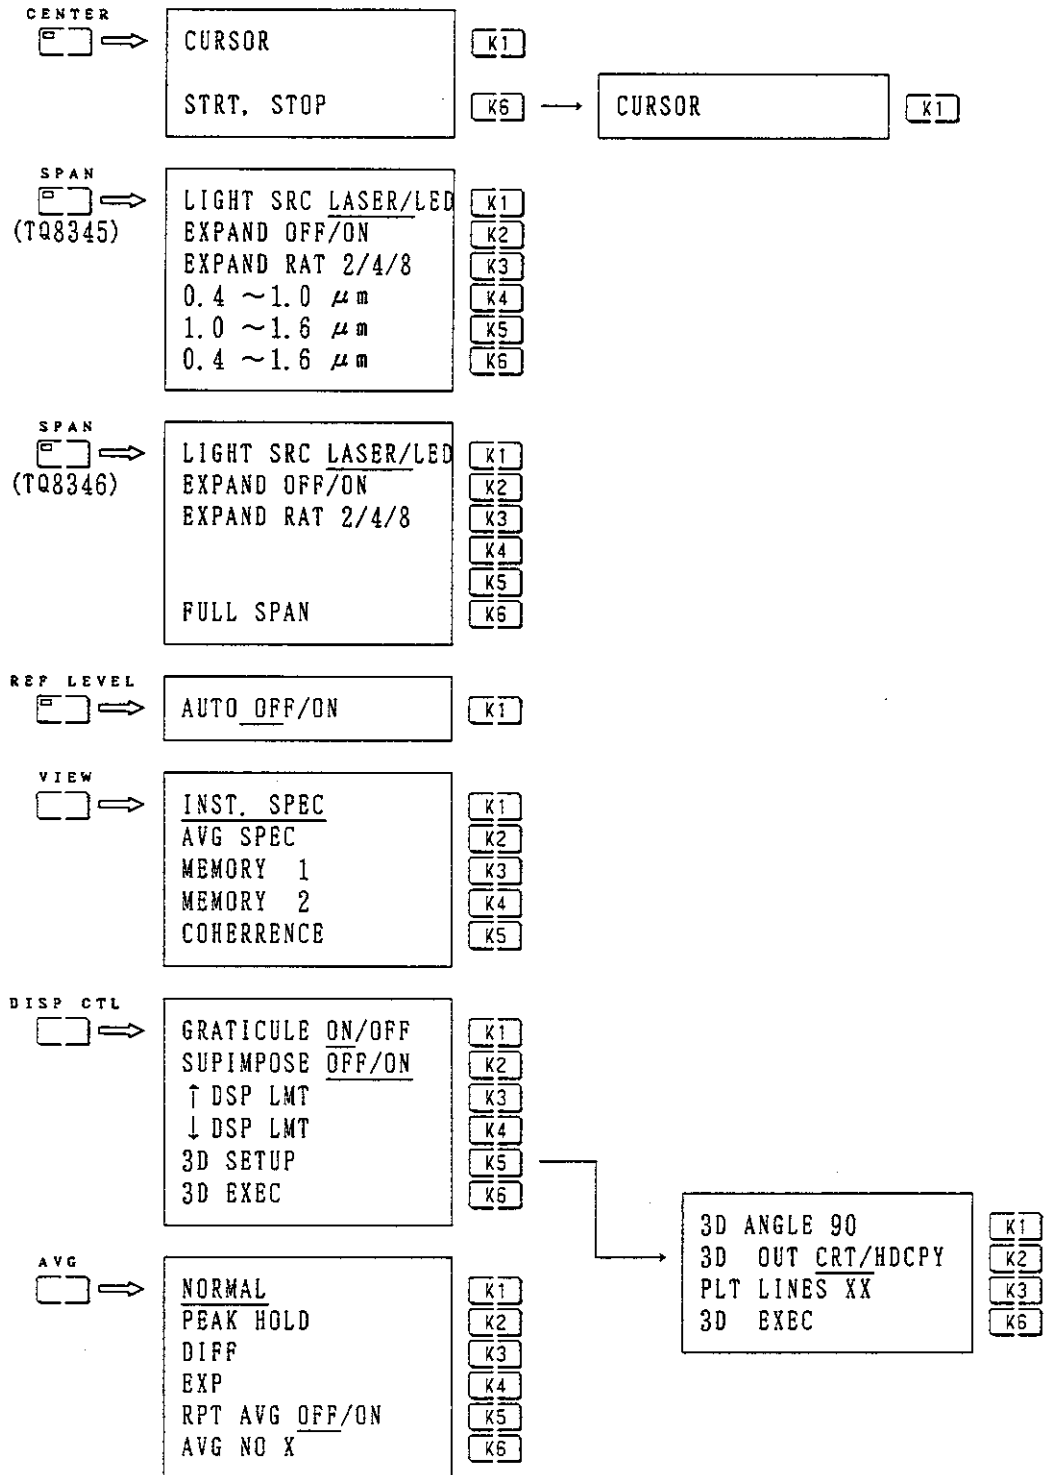 CENTER
CURSOR K1
STRT. STOP K6 → CURSOR K1
SPAN
(TQ8345)
LIGHT SRC LASER/LED K1
EXPAND OFF/ON K2
EXPAND RAT 2/4/8 K3
0.4 ~1.0 μm K4
1.0 ~1.6 μm K5
0.4 ~1.6 μm K6
SPAN
(TQ8346)
LIGHT SRC LASER/LED K1
EXPAND OFF/ON K2
EXPAND RAT 2/4/8 K3
K4
K5
FULL SPAN K6
REF LEVEL
AUTO OFF/ON K1
VIEW
INST. SPEC K1
AVG SPEC K2
MEMORY 1 K3
MEMORY 2 K4
COHERRENCE K5
DISP CTL
GRATICULE ON/OFF K1
SUPIMPOSE OFF/ON K2
↑ DSP LMT K3
↓ DSP LMT K4
3D SETUP K5
3D EXEC K6
3D ANGLE 90 K1
3D OUT CRT/HDCPY K2
PLT LINES XX K3
3D EXEC K6
AVG
NORMAL K1
PEAK HOLD K2
DIFF K3
EXP K4
RPT AVG OFF/ON K5
AVG NO X K6